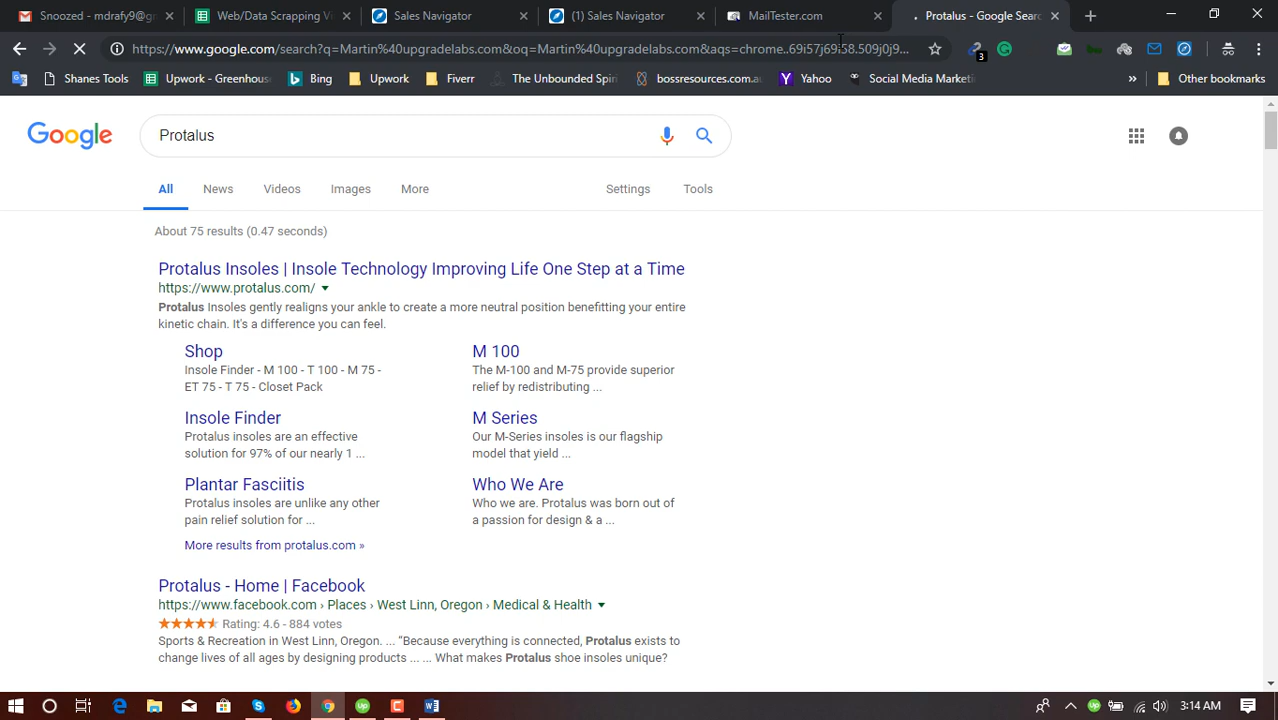 Snoozed - mdrafy9@g
Web/Data Scrapping Vi
Sales Navigator
(1) Sales Navigator
MailTester.com
Protalus - Google Searc
https://www.google.com/search?q=Martin%40upgradelabs.com&oq=Martin%40upgradelabs.com&aqs=chrome..69i57j69i58.509j0j9...
3
Shanes Tools
Upwork - Greenhous
Bing
Upwork
Fiverr
The Unbounded Spiri
bossresources.com.au
Yahoo
Social Media Marketi
»
Other bookmarks
Google
Protalus
All
News
Videos
Images
More
Settings
Tools
About 75 results (0.47 seconds)
Protalus Insoles | Insole Technology Improving Life One Step at a Time
https://www.protalus.com/
Protalus Insoles gently realigns your ankle to create a more neutral position benefitting your entire
kinetic chain. It's a difference you can feel.
Shop
Insole Finder - M 100 - T 100 - M 75 -
ET 75 - T 75 - Closet Pack
M 100
The M-100 and M-75 provide superior
relief by redistributing ...
Insole Finder
Protalus insoles are an effective
solution for 97% of our nearly 1 ...
M Series
Our M-Series insoles is our flagship
model that yield ...
Plantar Fasciitis
Protalus insoles are unlike any other
pain relief solution for ...
Who We Are
Who we are. Protalus was born out of
a passion for design & a ...
More results from protalus.com »
Protalus - Home | Facebook
https://www.facebook.com › Places › West Linn, Oregon › Medical & Health
Rating: 4.6 - 884 votes
Sports & Recreation in West Linn, Oregon. ... “Because everything is connected, Protalus exists to
change lives of all ages by designing products ... ... What makes Protalus shoe insoles unique?
3:14 AM